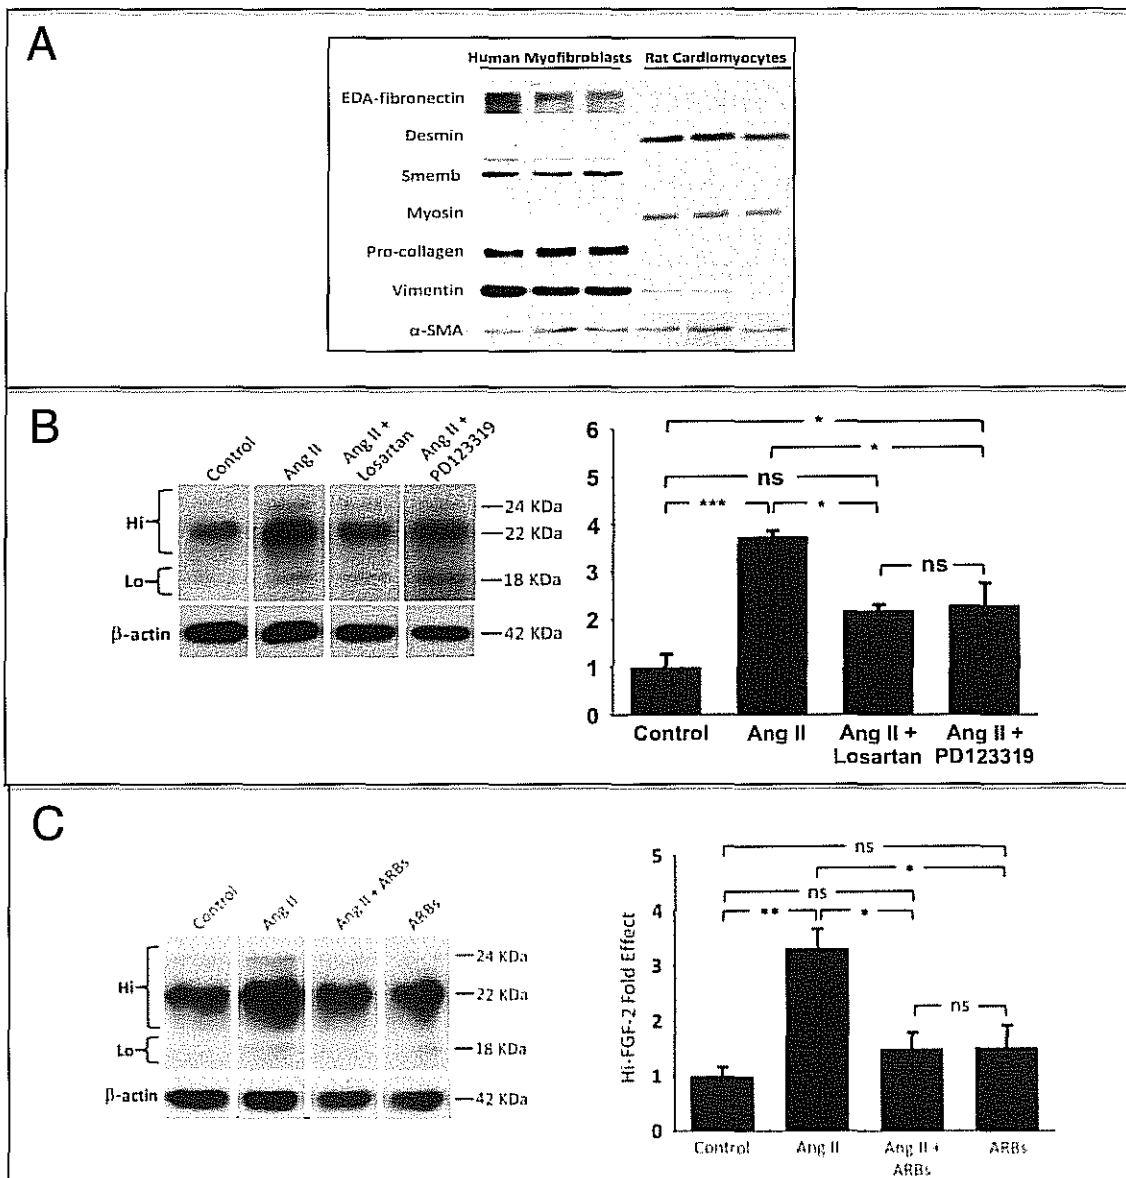 A
Human Myofibroblasts Rat Cardiomyocytes
EDA-fibronectin
Desmin
Smemb
Myosin
Pro-collagen
Vimentin
α-SMA
B
Control
Ang II
Ang II +
Losartan
Ang II +
PD123319
Hi
Lo
β-actin
24 KDa
22 KDa
18 KDa
42 KDa
6
5
4
3
2
1
0
*
*
ns
***
*
ns
Control
Ang II
Ang II +
Losartan
Ang II +
PD123319
C
Control
Ang II
Ang II + ARBs
ARBs
Hi
Lo
β-actin
24 KDa
22 KDa
18 KDa
42 KDa
Hi-FGF-2 Fold Effect
5
4
3
2
1
0
ns
*
ns
**
*
ns
Control
Ang II
Ang II +
ARBs
ARBs